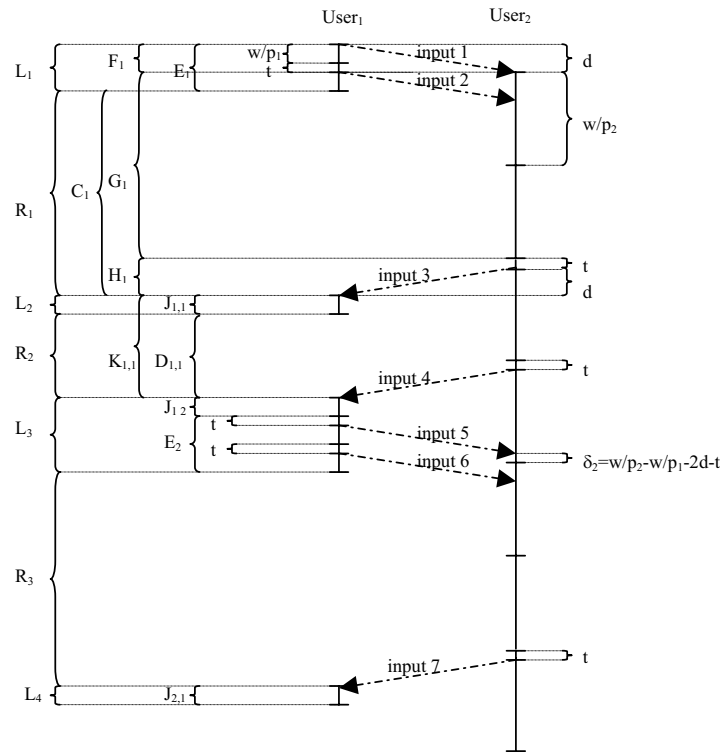 User₁
User₂
L₁
F₁
E₁
w/p₁
t
input 1
input 2
d
w/p₂
R₁
C₁
G₁
H₁
input 3
t
d
L₂
J₁,₁
R₂
K₁,₁
D₁,₁
t
input 4
L₃
J₁ ₂
t
E₂
t
input 5
input 6
δ₂=w/p₂-w/p₁-2d-t
R₃
t
input 7
L₄
J₂,₁